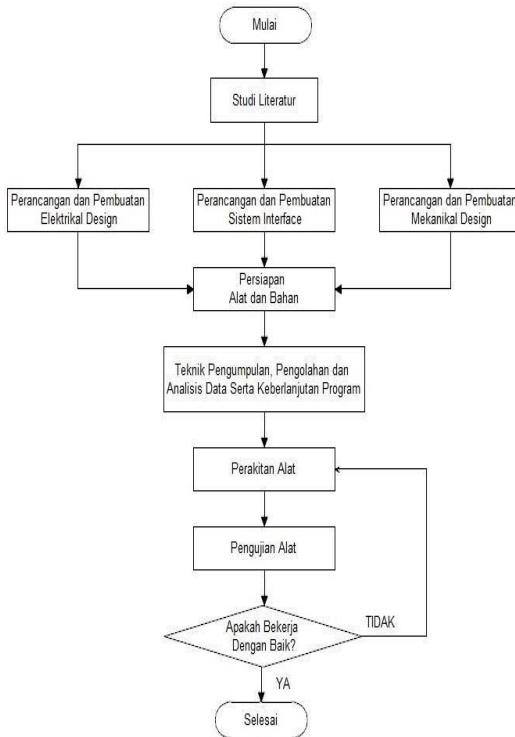 Mulai
Studi Literatur
Perancangan dan Pembuatan
Elektrikal Design
Perancangan dan Pembuatan
Sistem Interface
Perancangan dan Pembuatan
Mekanikal Design
Persiapan
Alat dan Bahan
Teknik Pengumpulan, Pengolahan dan
Analisis Data Serta Keberlanjutan Program
Perakitan Alat
Pengujian Alat
Apakah Bekerja
Dengan Baik?
TIDAK
YA
Selesai